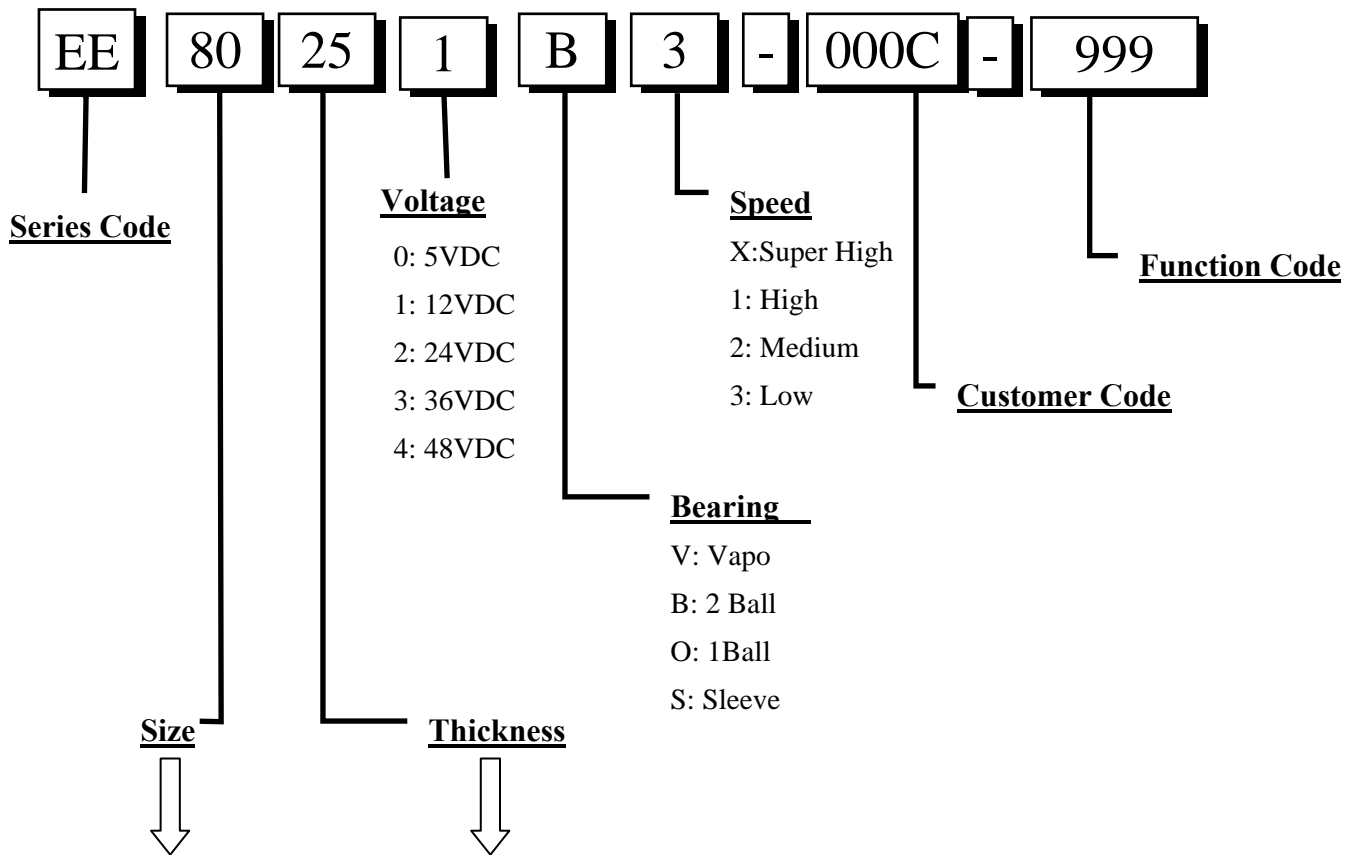 EE 80 25 1 B 3 - 000C - 999
Series Code
Voltage
0: 5VDC
1: 12VDC
2: 24VDC
3: 36VDC
4: 48VDC
Speed
X:Super High
1: High
2: Medium
3: Low
Function Code
Customer Code
Bearing
V: Vapo
B: 2 Ball
O: 1Ball
S: Sleeve
Size
Thickness